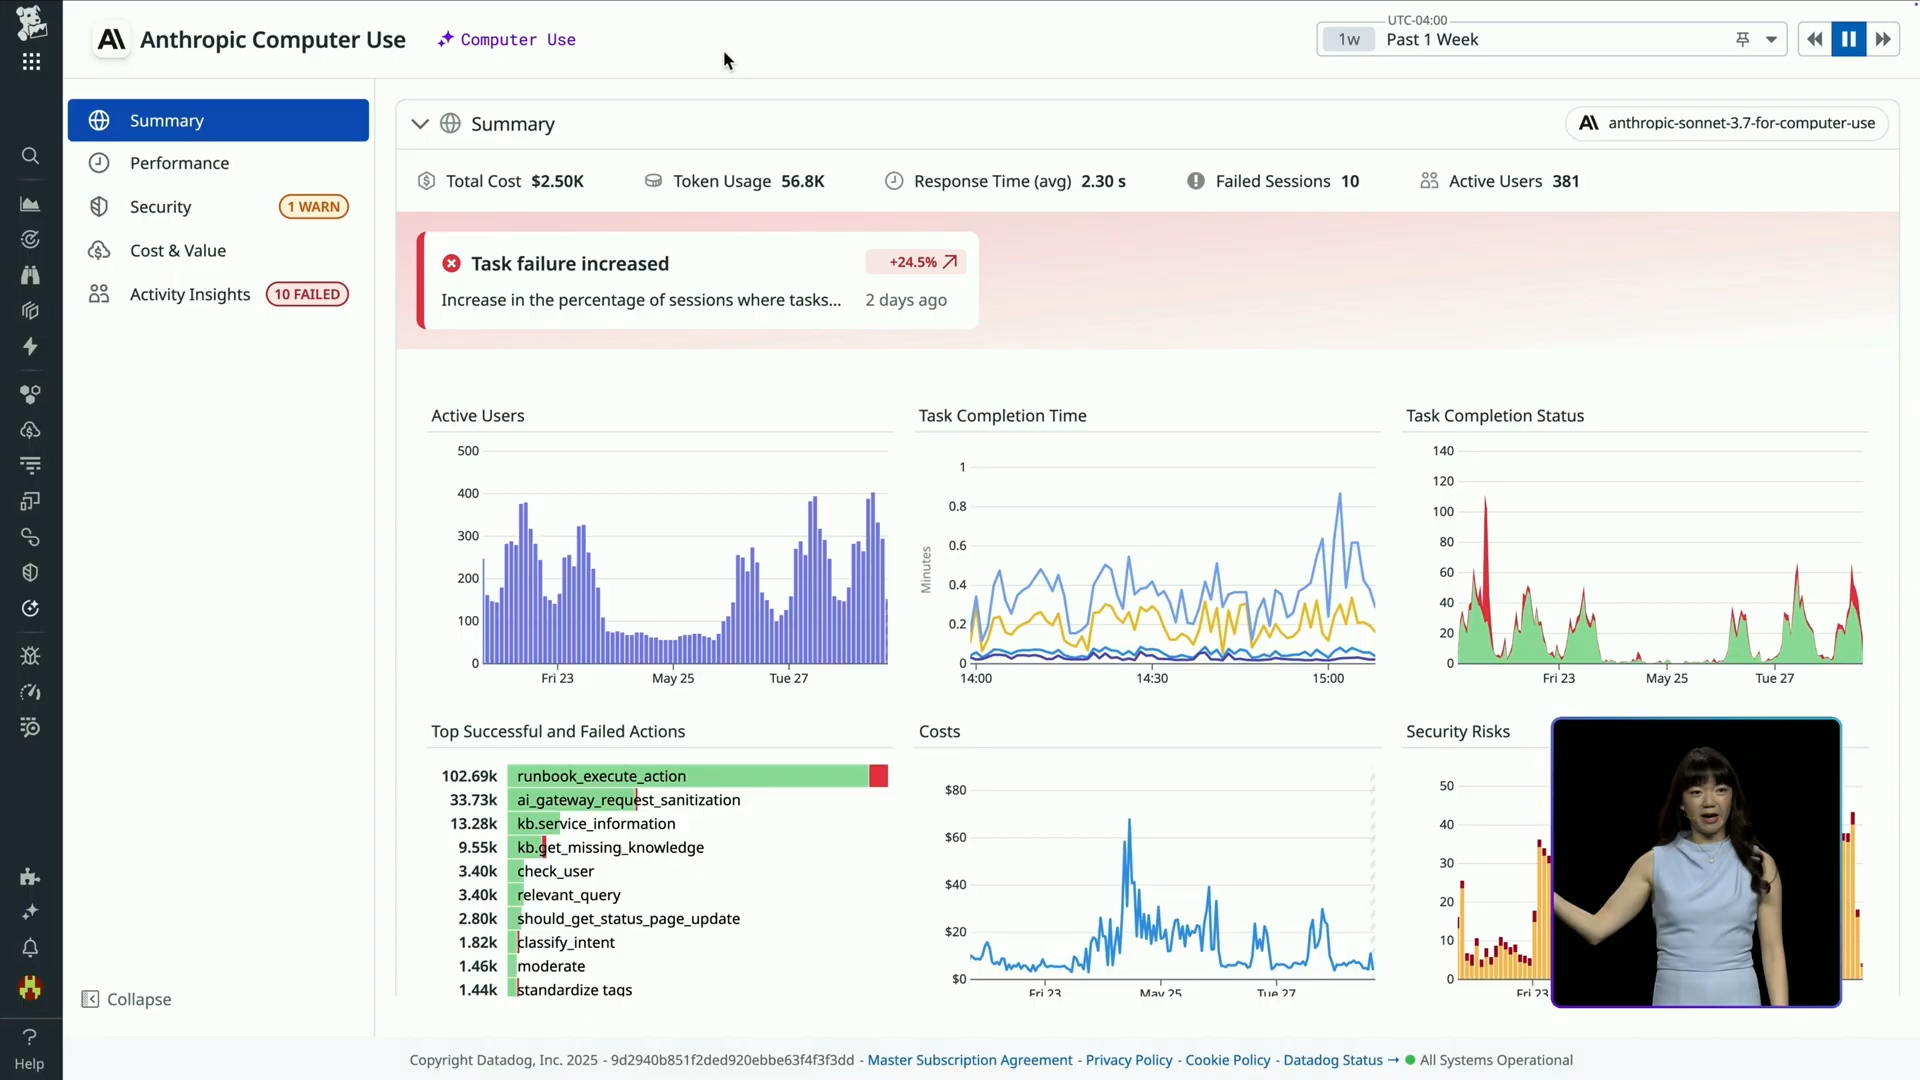 Anthropic Computer Use
Computer Use
UTC-04:00
1w Past 1 Week
Summary
Performance
Security 1 WARN
Cost & Value
Activity Insights 10 FAILED
Collapse
Help
Summary
anthropic-sonnet-3.7-for-computer-use
Total Cost $2.50K
Token Usage 56.8K
Response Time (avg) 2.30 s
Failed Sessions 10
Active Users 381
Task failure increased
+24.5%
Increase in the percentage of sessions where tasks...
2 days ago
Active Users
500
400
300
200
100
0
Fri 23 May 25 Tue 27
Task Completion Time
Minutes
1
0.8
0.6
0.4
0.2
0
14:00 14:30 15:00
Task Completion Status
140
120
100
80
60
40
20
0
Fri 23 May 25 Tue 27
Top Successful and Failed Actions
102.69k runbook_execute_action
33.73k ai_gateway_request_sanitization
13.28k kb.service_information
9.55k kb.get_missing_knowledge
3.40k check_user
3.40k relevant_query
2.80k should_get_status_page_update
1.82k classify_intent
1.46k moderate
1.44k standardize tags
Costs
$80
$60
$40
$20
$0
Fri 23 May 25 Tue 27
Security Risks
50
40
30
20
10
0
Fri 23
Copyright Datadog, Inc. 2025 - 9d2940b851f2ded920ebbe63f4f3f3dd - Master Subscription Agreement - Privacy Policy - Cookie Policy - Datadog Status → All Systems Operational